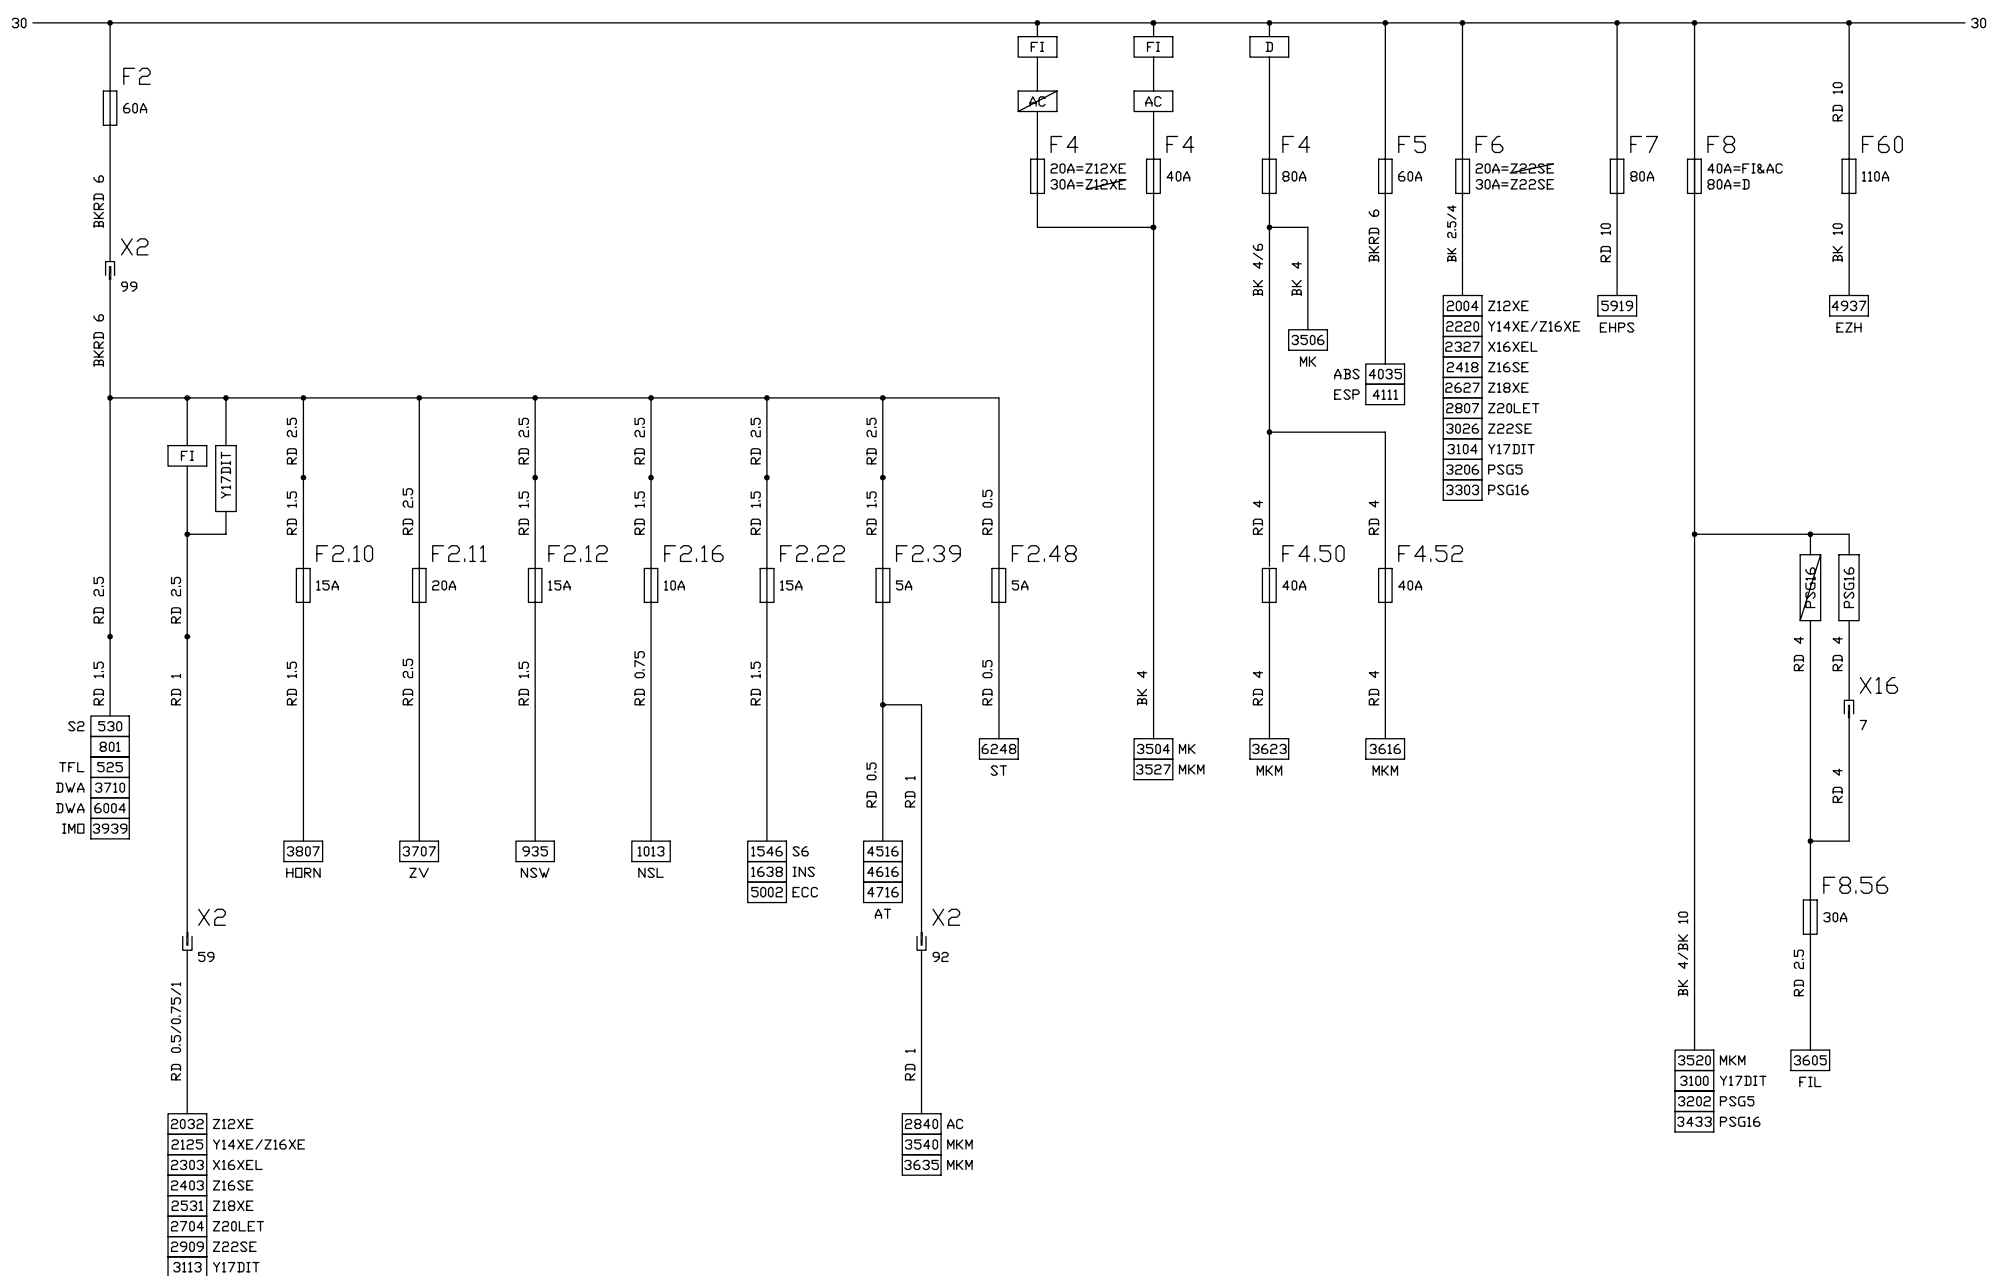 30
30
FI
FI
D
F2
60A
AC
AC
RD 10
F4
20A=Z12XE
30A=Z12XE
F4
40A
F4
80A
F5
60A
F6
20A=Z22SE
30A=Z22SE
F7
80A
F8
40A=FI&AC
80A=D
F60
110A
BKRD 6
X2
99
BKRD 6
BK 4/6
BK 4
BKRD 6
BK 2.5/4
RD 10
BK 10
3506
MK
ABS 4035
ESP 4111
2004 Z12XE
2220 Y14XE/Z16XE
2327 X16XEL
2418 Z16SE
2627 Z18XE
2807 Z20LET
3026 Z22SE
3104 Y17DIT
3206 PSG5
3303 PSG16
5919
EHPS
4937
EZH
FI
Y17DIT
RD 2.5
RD 2.5
RD 2.5
RD 2.5
RD 2.5
RD 1.5
RD 2.5
RD 1.5
RD 1.5
RD 1.5
RD 1.5
RD 0.5
RD 4
RD 4
F2.10
15A
F2.11
20A
F2.12
15A
F2.16
10A
F2.22
15A
F2.39
5A
F2.48
5A
F4.50
40A
F4.52
40A
PSG16
PSG16
RD 2.5
RD 2.5
RD 1.5
RD 1
RD 1.5
RD 2.5
RD 1.5
RD 0.75
RD 1.5
RD 0.5
BK 4
RD 4
RD 4
RD 4
RD 4
X16
7
RD 4
S2 530
801
TFL 525
DWA 3710
DWA 6004
IMO 3939
RD 0.5
RD 1
6248
ST
3504 MK
3527 MKM
3623
MKM
3616
MKM
3807
HORN
3707
ZV
935
NSW
1013
NSL
1546 S6
1638 INS
5002 ECC
4516
4616
4716
AT
F8.56
30A
X2
59
X2
92
RD 0.5/0.75/1
RD 1
BK 4/BK 10
RD 2.5
3520 MKM
3100 Y17DIT
3202 PSG5
3433 PSG16
3605
FIL
2032 Z12XE
2125 Y14XE/Z16XE
2303 X16XEL
2403 Z16SE
2531 Z18XE
2704 Z20LET
2909 Z22SE
3113 Y17DIT
2840 AC
3540 MKM
3635 MKM